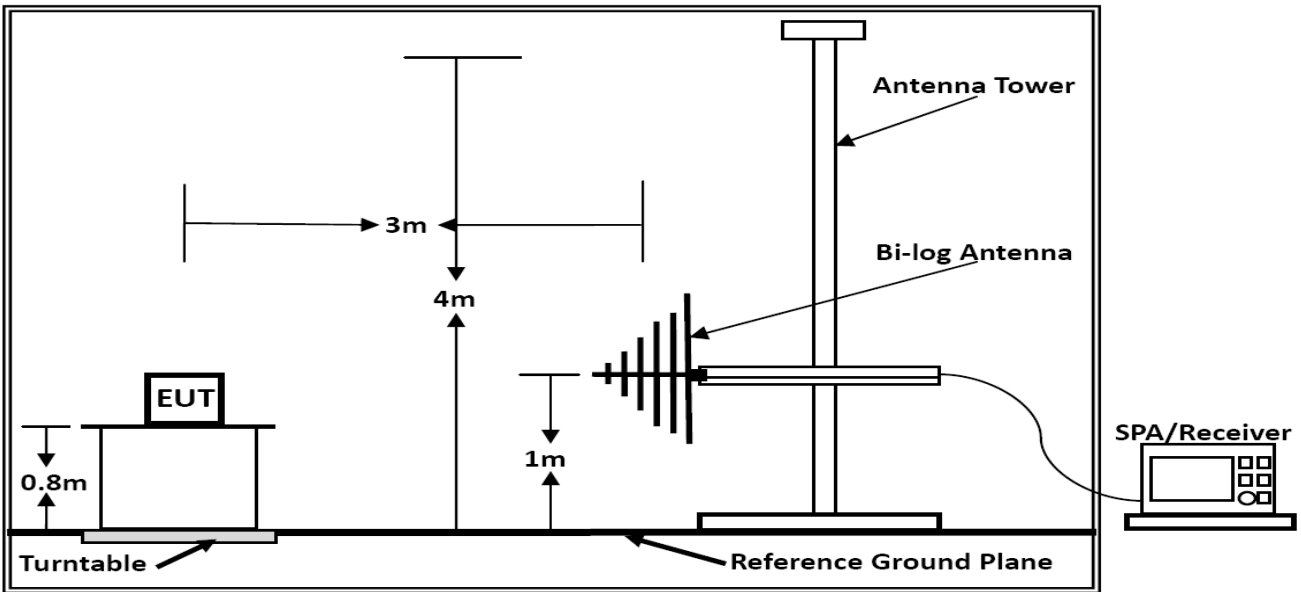 Antenna Tower
3m
Bi-log Antenna
4m
EUT
SPA/Receiver
1m
0.8m
Turntable
Reference Ground Plane